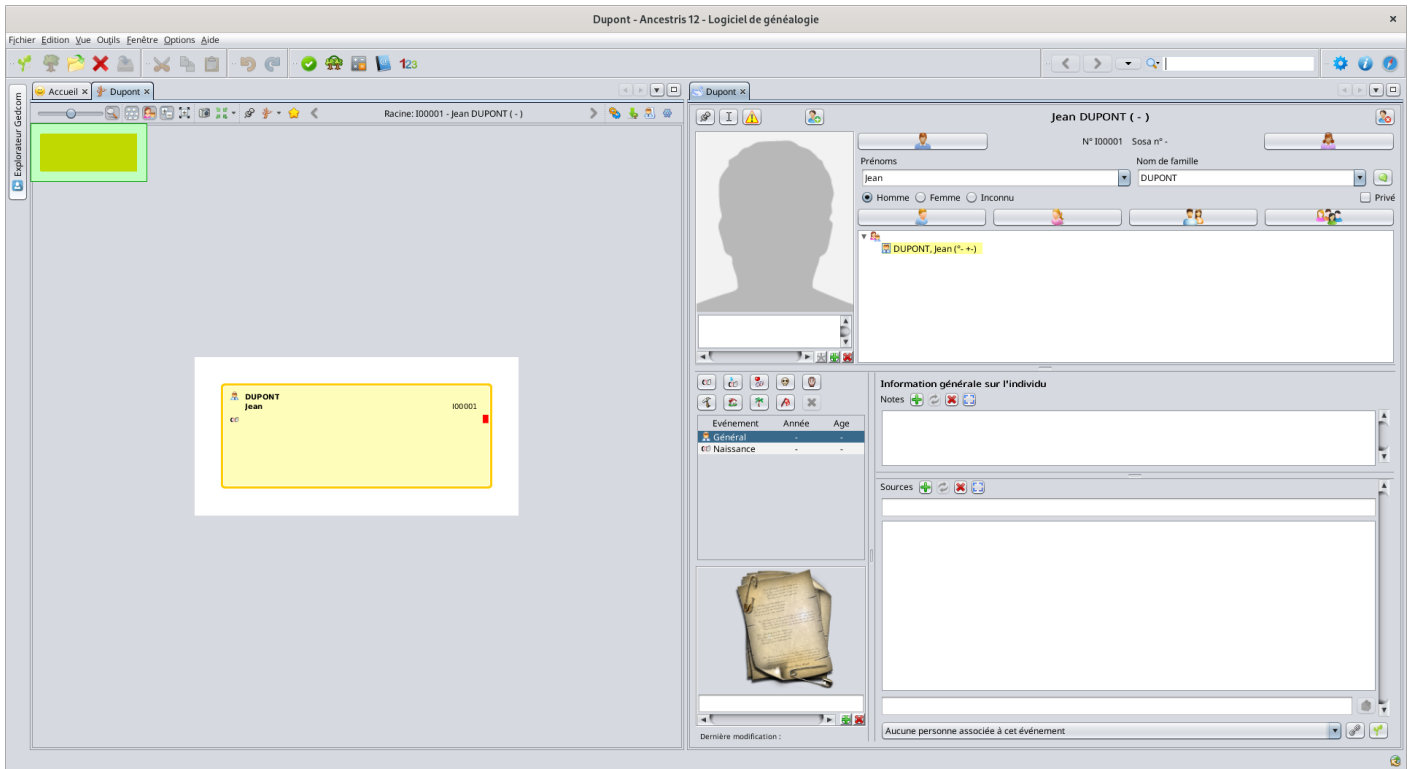 Dupont - Ancestris 12 - Logiciel de généalogie
Fichier Edition Vue Outils Fenêtre Options Aide
123
Explorateur Gedcom
Accueil
Dupont
Dupont
Racine: I00001 - Jean DUPONT ( - )
Jean DUPONT ( - )
N° I00001 Sosa n° -
Prénoms
Nom de famille
Jean
DUPONT
Homme
Femme
Inconnu
Privé
DUPONT, Jean (°- +-)
DUPONT
Jean
I00001
Evénement Année Age
Général - -
Naissance - -
Dernière modification :
Information générale sur l'individu
Notes
Sources
Aucune personne associée à cet événement